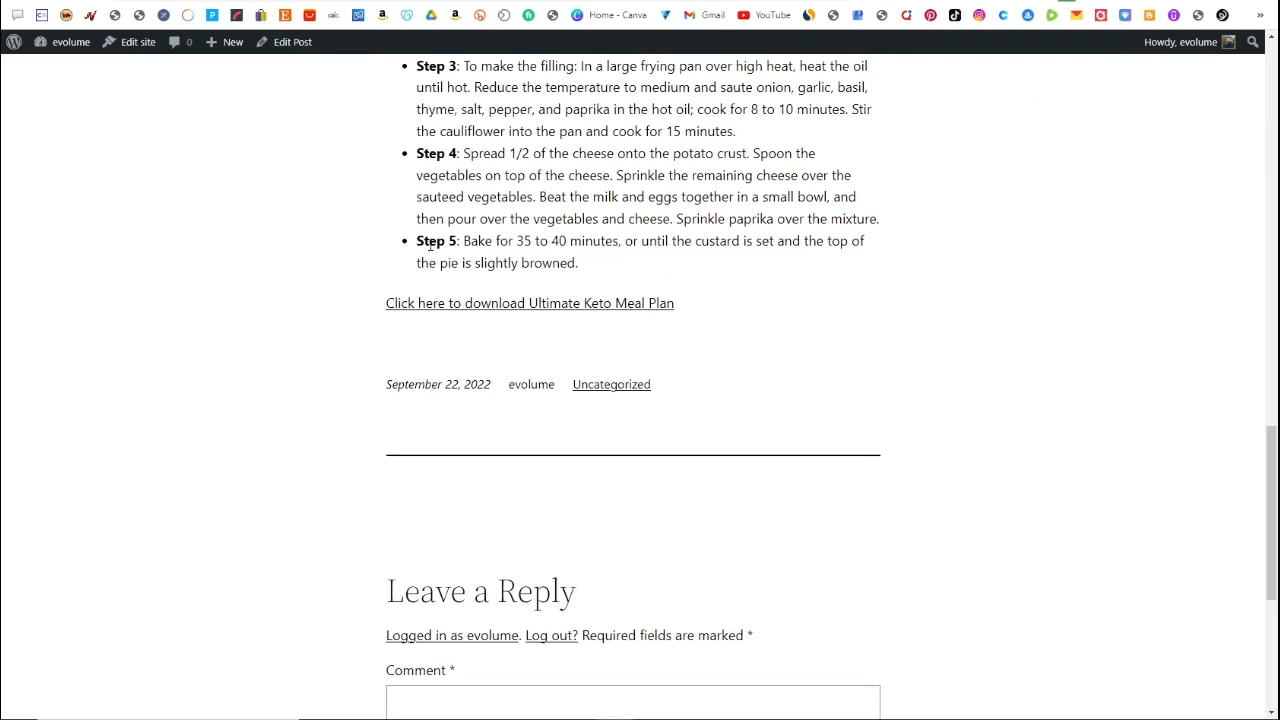 Home - Canva Gmail YouTube »
evolume Edit site 0 New Edit Post Howdy, evolume
Step 3: To make the filling: In a large frying pan over high heat, heat the oil
until hot. Reduce the temperature to medium and saute onion, garlic, basil,
thyme, salt, pepper, and paprika in the hot oil; cook for 8 to 10 minutes. Stir
the cauliflower into the pan and cook for 15 minutes.
Step 4: Spread 1/2 of the cheese onto the potato crust. Spoon the
vegetables on top of the cheese. Sprinkle the remaining cheese over the
sauteed vegetables. Beat the milk and eggs together in a small bowl, and
then pour over the vegetables and cheese. Sprinkle paprika over the mixture.
Step 5: Bake for 35 to 40 minutes, or until the custard is set and the top of
the pie is slightly browned.
Click here to download Ultimate Keto Meal Plan
September 22, 2022 evolume Uncategorized
Leave a Reply
Logged in as evolume. Log out? Required fields are marked *
Comment *